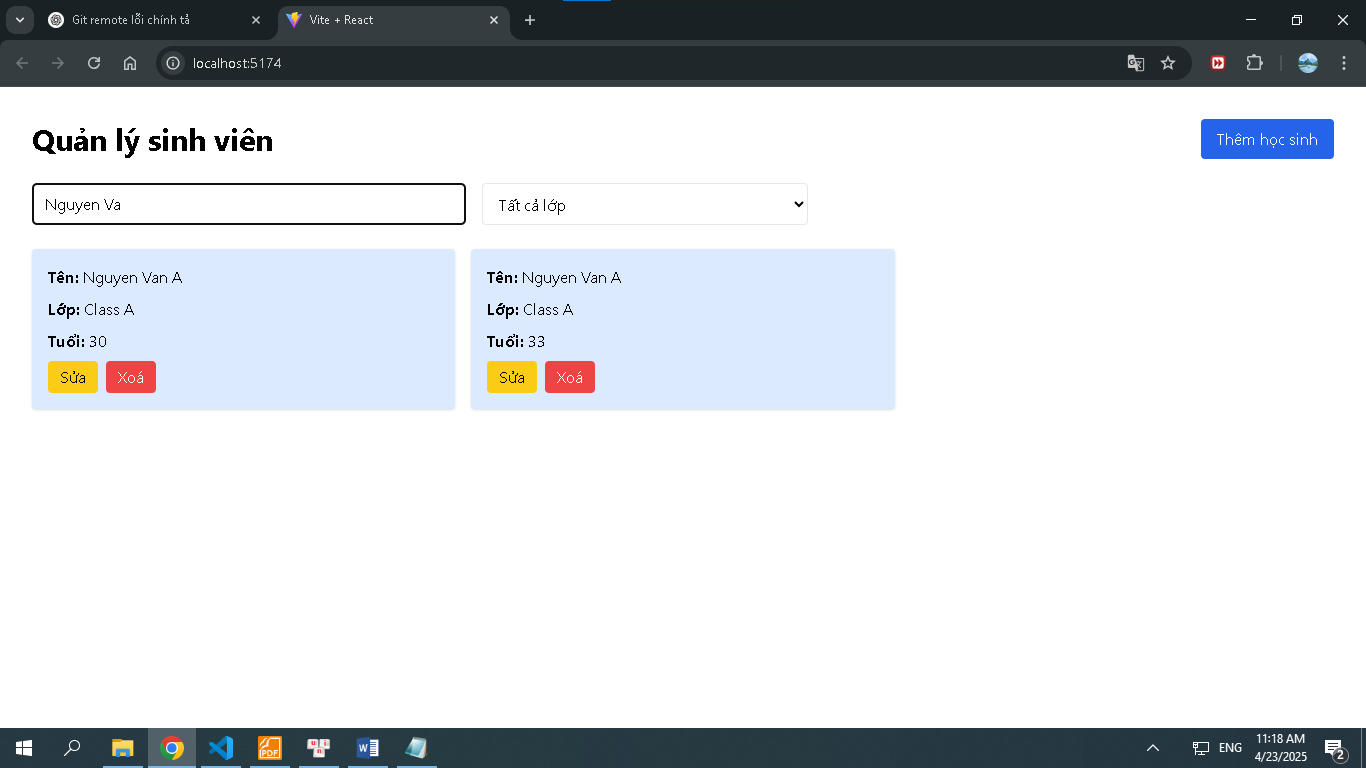 Git remote lỗi chính tả
Vite + React
localhost:5174
Quản lý sinh viên
Thêm học sinh
Nguyen Va
Tất cả lớp
Tên: Nguyen Van A
Lớp: Class A
Tuổi: 30
Sửa
Xoá
Tên: Nguyen Van A
Lớp: Class A
Tuổi: 33
Sửa
Xoá
PDF
ENG
11:18 AM
4/23/2025
2